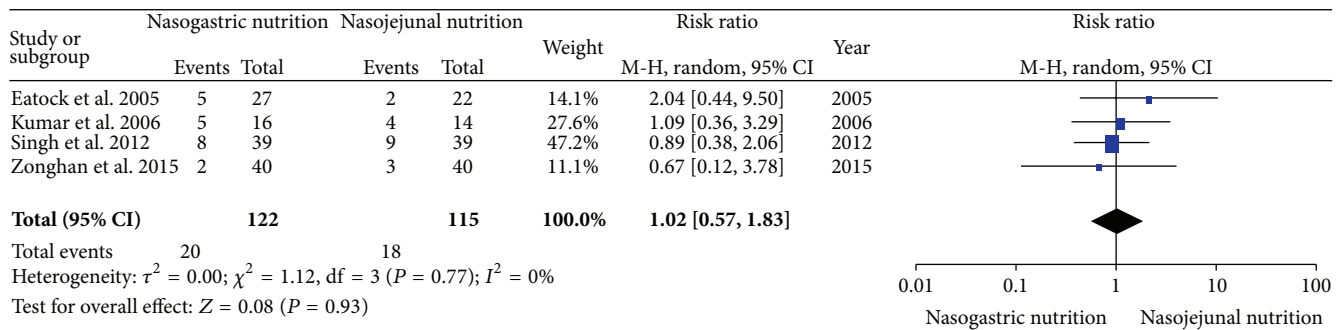 Study or subgroup Nasogastric nutrition Nasojejunal nutrition Weight Risk ratio Year Risk ratio
Events Total Events Total M-H, random, 95% CI M-H, random, 95% CI
Eatock et al. 2005 5 27 2 22 14.1% 2.04 [0.44, 9.50] 2005
Kumar et al. 2006 5 16 4 14 27.6% 1.09 [0.36, 3.29] 2006
Singh et al. 2012 8 39 9 39 47.2% 0.89 [0.38, 2.06] 2012
Zonghan et al. 2015 2 40 3 40 11.1% 0.67 [0.12, 3.78] 2015
Total (95% CI) 122 115 100.0% 1.02 [0.57, 1.83]
Total events 20 18
Heterogeneity: τ² = 0.00; χ² = 1.12, df = 3 (P = 0.77); I² = 0%
Test for overall effect: Z = 0.08 (P = 0.93)
0.01 0.1 1 10 100
Nasogastric nutrition Nasojejunal nutrition